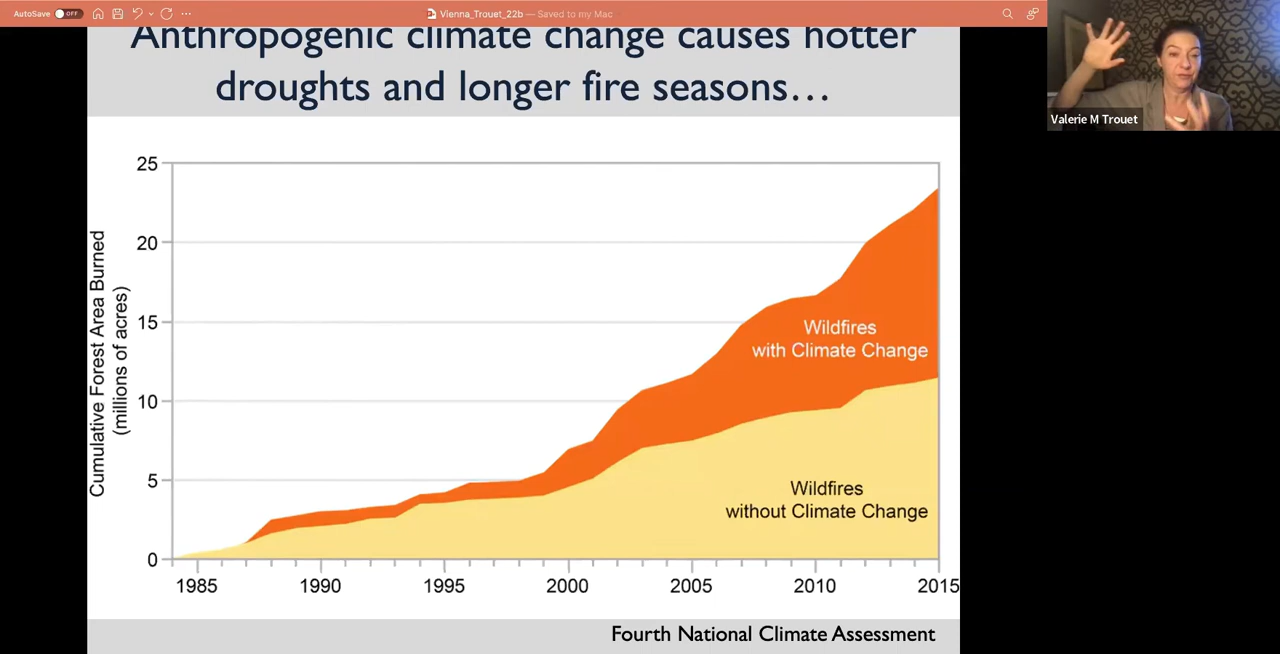 AutoSave OFF
Vienna_Trouet_22b — Saved to my Mac
Anthropogenic climate change causes hotter
droughts and longer fire seasons…
Valerie M Trouet
Cumulative Forest Area Burned
(millions of acres)
25
20
15
10
5
0
Wildfires
with Climate Change
Wildfires
without Climate Change
1985 1990 1995 2000 2005 2010 2015
Fourth National Climate Assessment